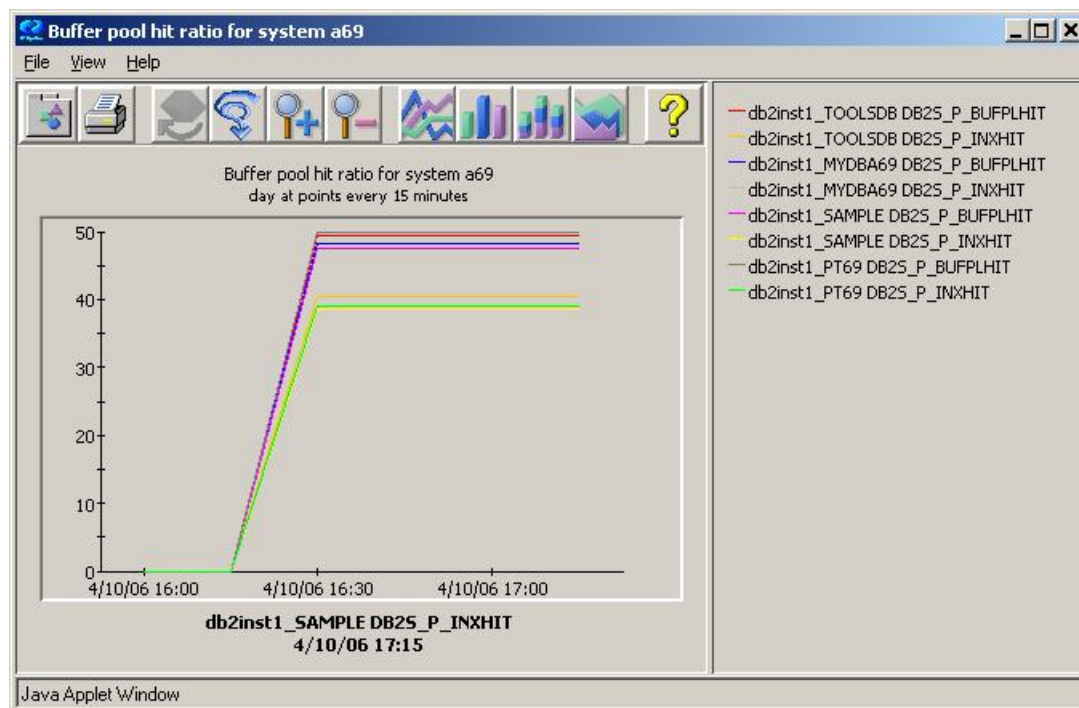 Buffer pool hit ratio for system a69
File View Help
Buffer pool hit ratio for system a69
day at points every 15 minutes
50
40
30
20
10
0
4/10/06 16:00 4/10/06 16:30 4/10/06 17:00
db2inst1_SAMPLE DB2S_P_INXHIT
4/10/06 17:15
db2inst1_TOOLSDB DB2S_P_BUFPLHIT
db2inst1_TOOLSDB DB2S_P_INXHIT
db2inst1_MYDBA69 DB2S_P_BUFPLHIT
db2inst1_MYDBA69 DB2S_P_INXHIT
db2inst1_SAMPLE DB2S_P_BUFPLHIT
db2inst1_SAMPLE DB2S_P_INXHIT
db2inst1_PT69 DB2S_P_BUFPLHIT
db2inst1_PT69 DB2S_P_INXHIT
Java Applet Window